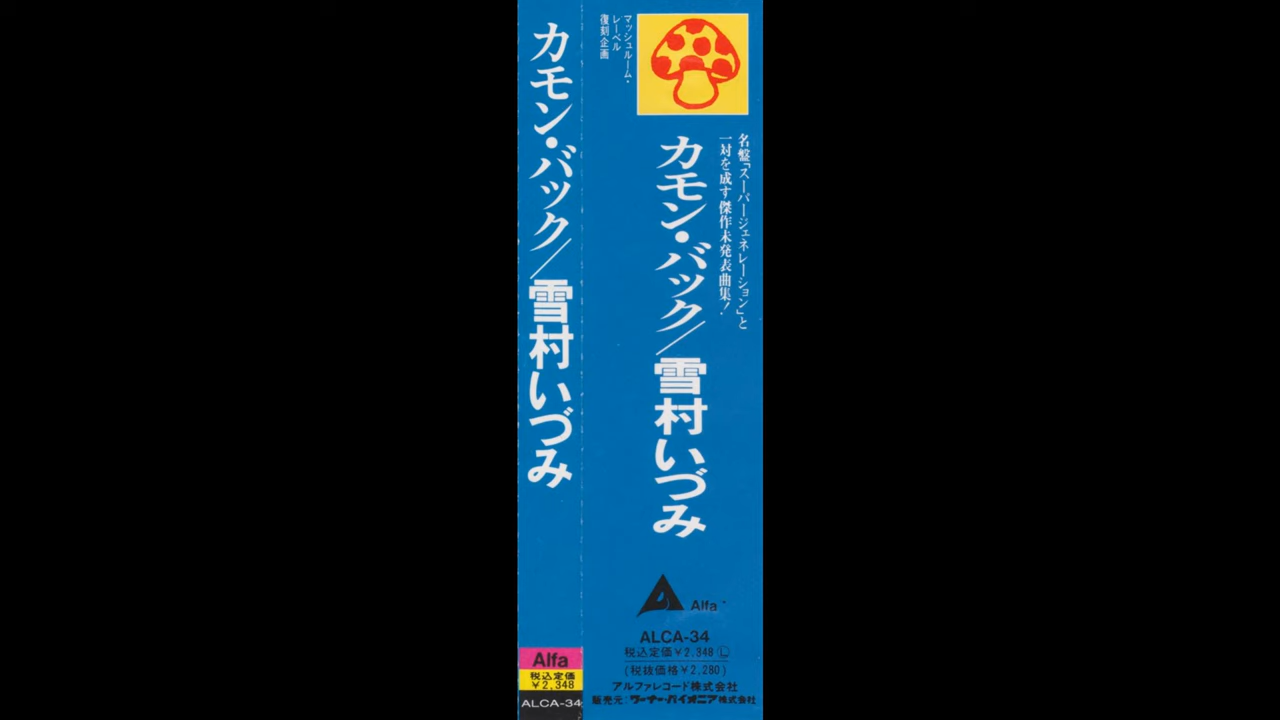 カモン・バック/雪村いづみ
Alfa
税込定価
¥2,348
ALCA-34
マッシュルーム・
レーベル
復刻企画
名盤「スーパージェネレーション」と
一対を成す傑作未発表曲集!
カモン・バック/雪村いづみ
Alfa
ALCA-34
税込定価¥2,348Ⓛ
(税抜価格¥2,280)
アルファレコード株式会社
販売元:ワーナー・パイオニア株式会社